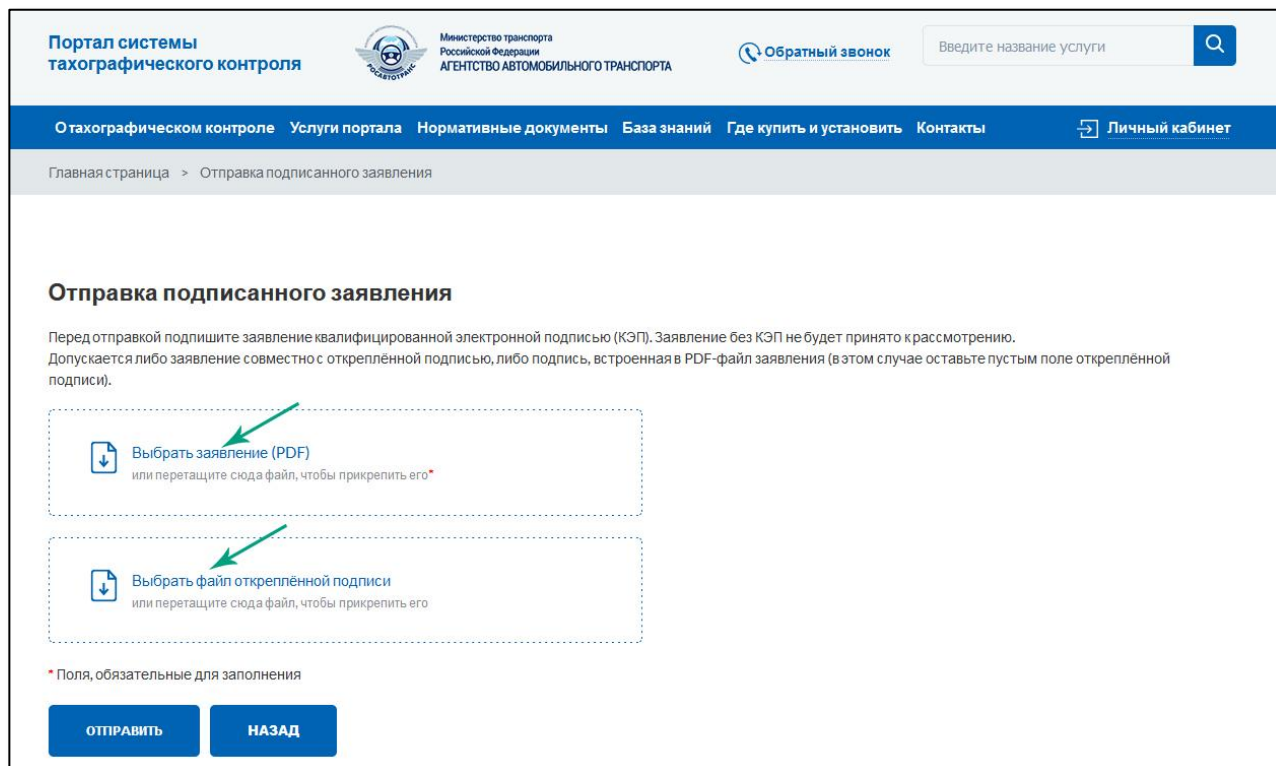 Портал системы
тахографического контроля
РОСАВТОТРАНС
Министерство транспорта
Российской Федерации
АГЕНТСТВО АВТОМОБИЛЬНОГО ТРАНСПОРТА
Обратный звонок
Введите название услуги
О тахографическом контроле Услуги портала Нормативные документы База знаний Где купить и установить Контакты Личный кабинет
Главная страница > Отправка подписанного заявления
Отправка подписанного заявления
Перед отправкой подпишите заявление квалифицированной электронной подписью (КЭП). Заявление без КЭП не будет принято к рассмотрению.
Допускается либо заявление совместно с откреплённой подписью, либо подпись, встроенная в PDF-файл заявления (в этом случае оставьте пустым поле откреплённой
подписи).
Выбрать заявление (PDF)
или перетащите сюда файл, чтобы прикрепить его*
Выбрать файл откреплённой подписи
или перетащите сюда файл, чтобы прикрепить его
* Поля, обязательные для заполнения
ОТПРАВИТЬ НАЗАД